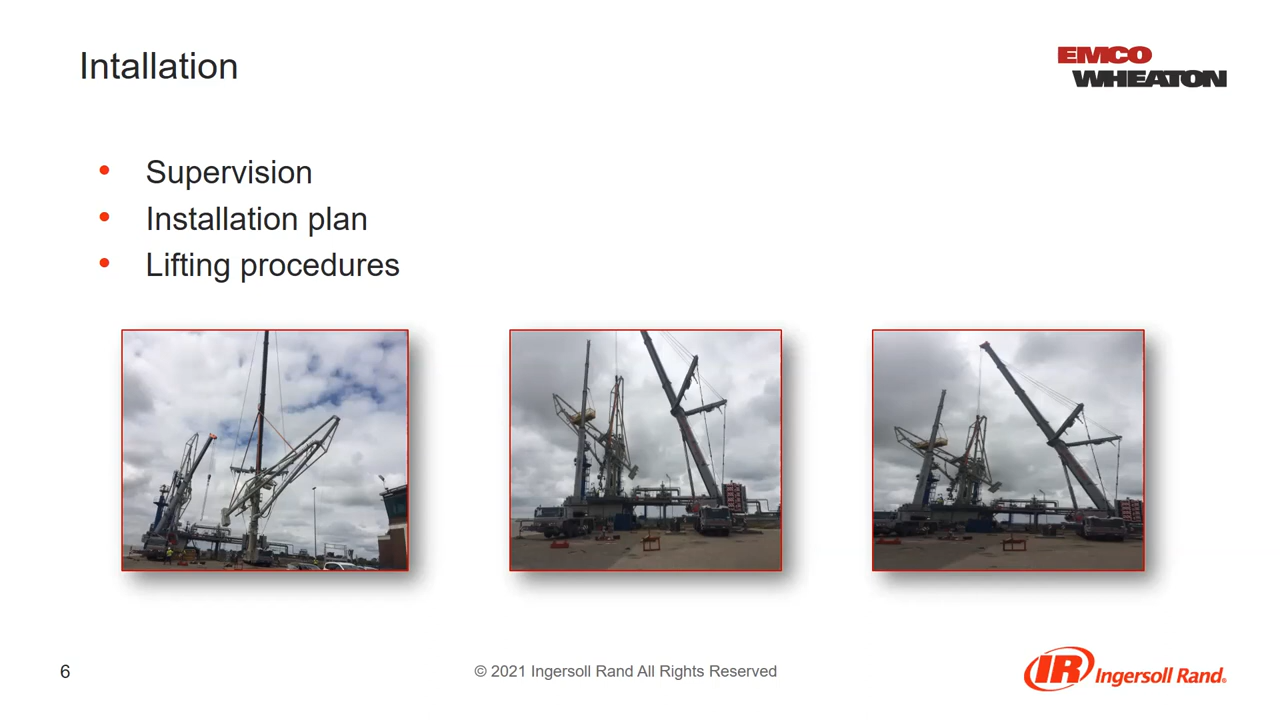 Intallation
EMCO
WHEATON
• Supervision
• Installation plan
• Lifting procedures
6
© 2021 Ingersoll Rand All Rights Reserved
IR Ingersoll Rand®